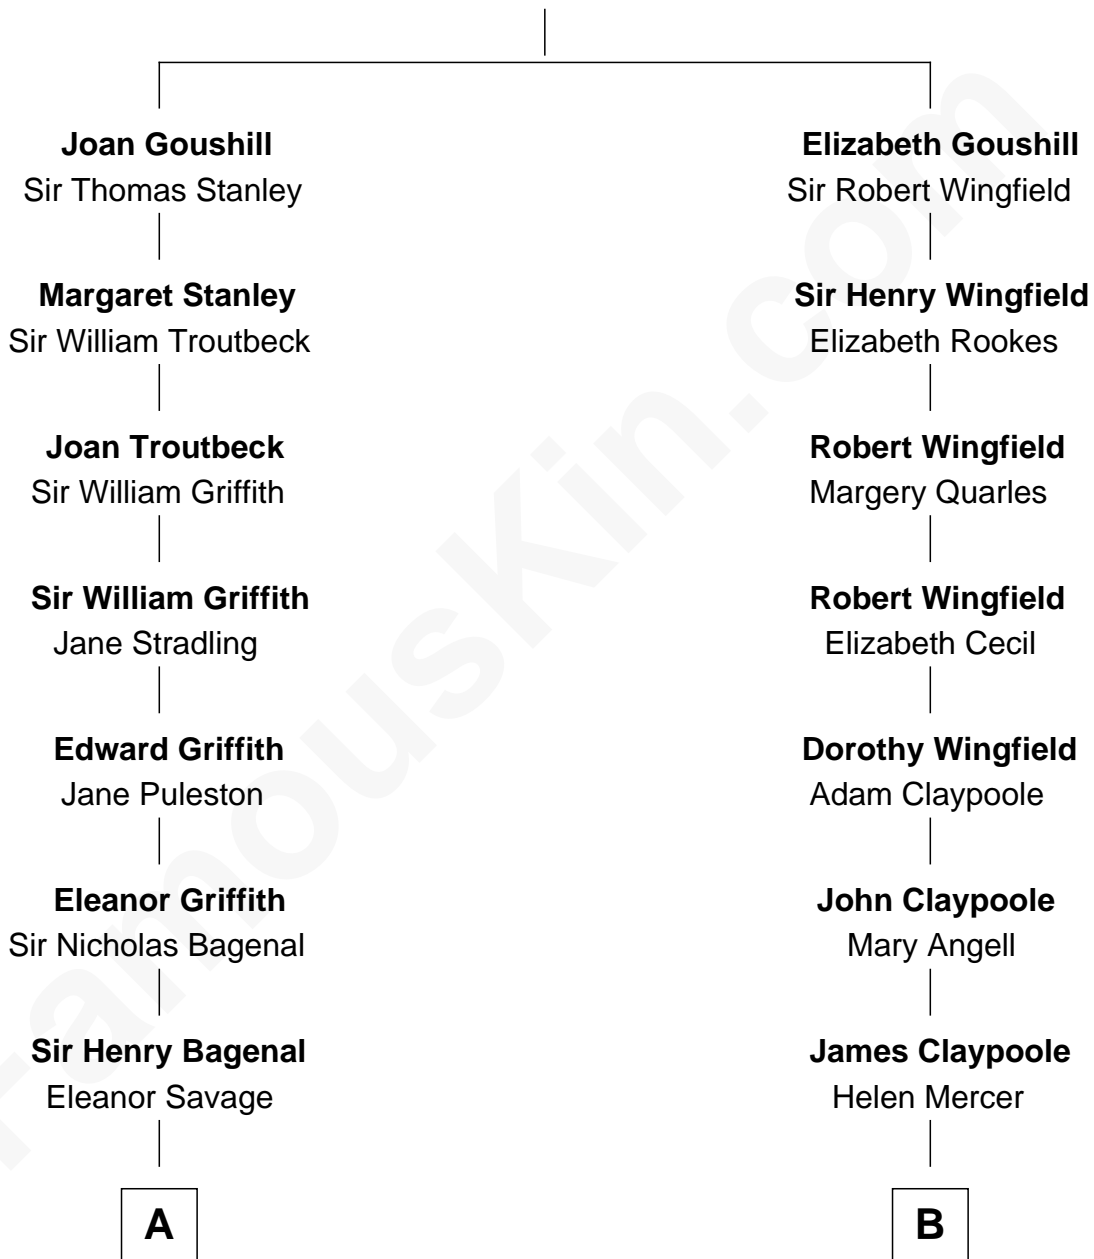 Joan Goushill
Sir Thomas Stanley
Margaret Stanley
Sir William Troutbeck
Joan Troutbeck
Sir William Griffith
Sir William Griffith
Jane Stradling
Edward Griffith
Jane Puleston
Eleanor Griffith
Sir Nicholas Bagenal
Sir Henry Bagenal
Eleanor Savage
A
Elizabeth Goushill
Sir Robert Wingfield
Sir Henry Wingfield
Elizabeth Rookes
Robert Wingfield
Margery Quarles
Robert Wingfield
Elizabeth Cecil
Dorothy Wingfield
Adam Claypoole
John Claypoole
Mary Angell
James Claypoole
Helen Mercer
B
FamousKin.com